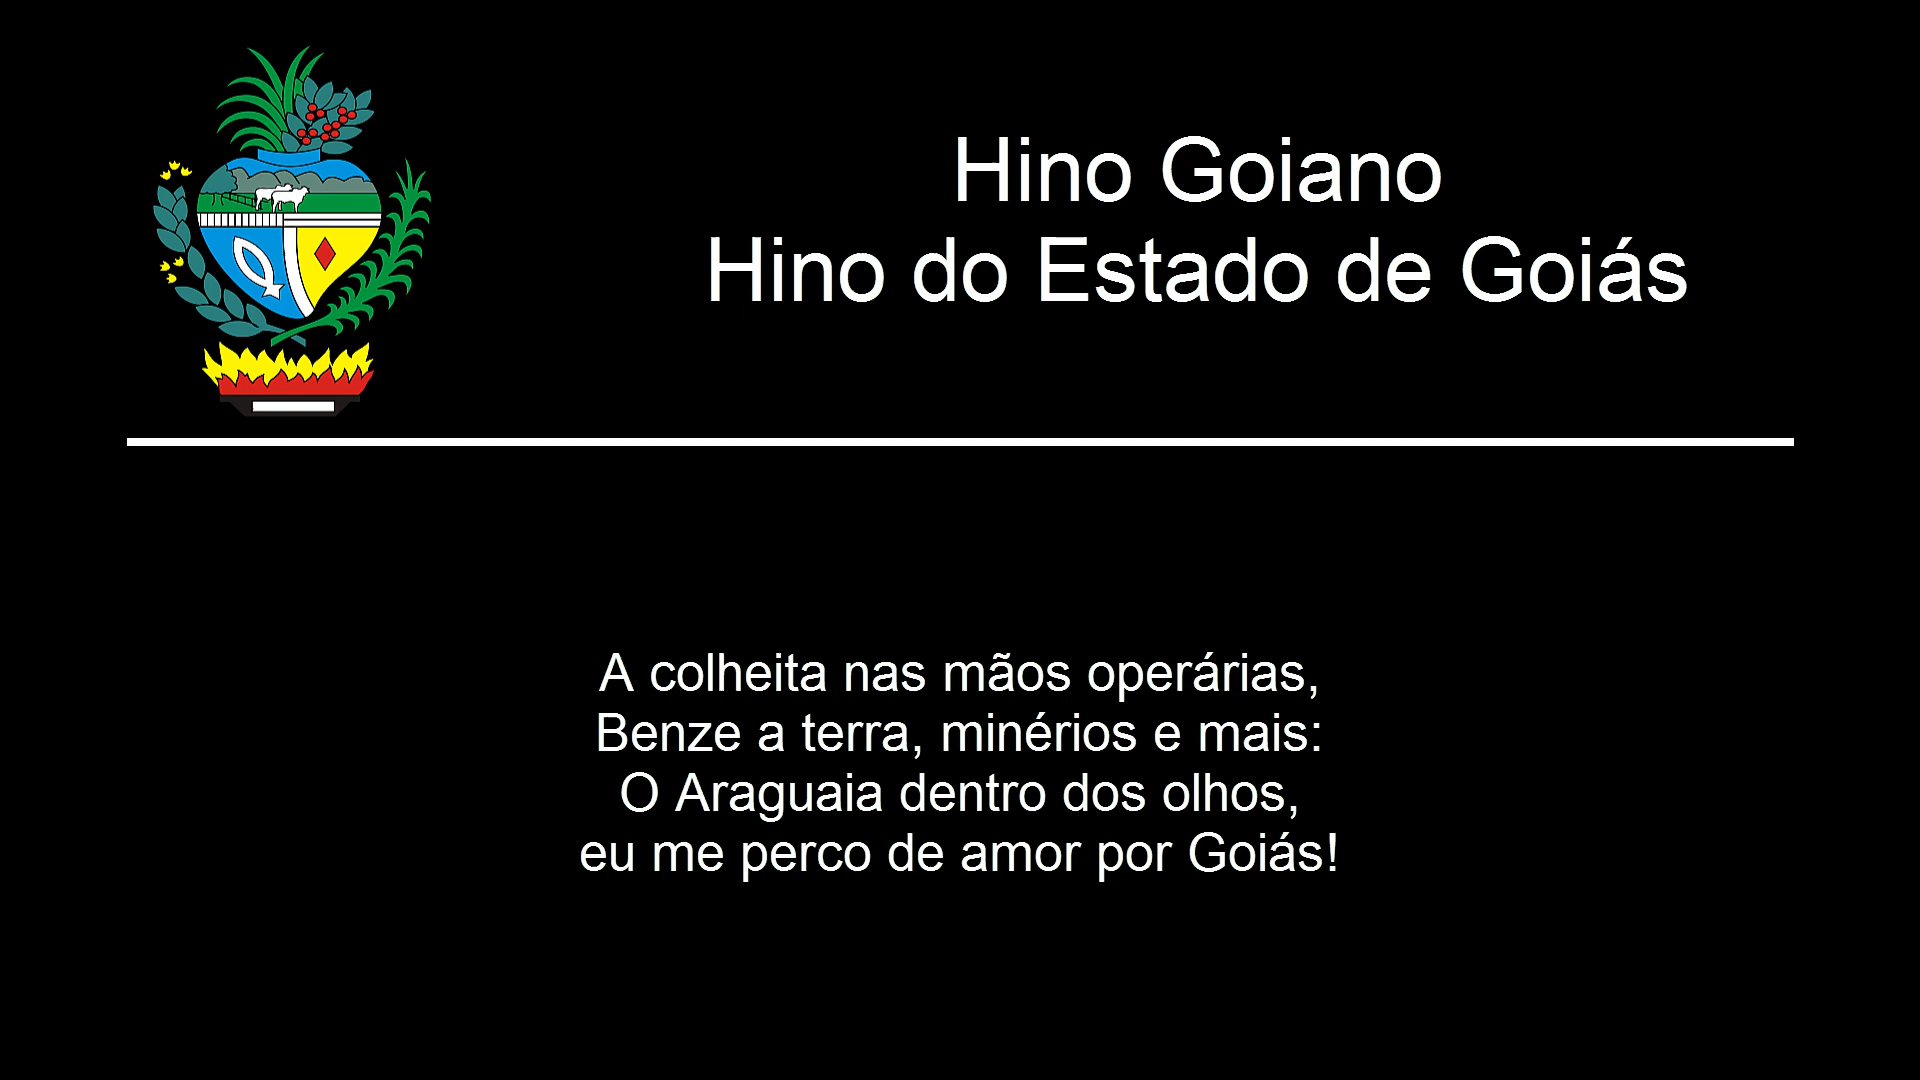 Hino Goiano
Hino do Estado de Goiás
A colheita nas mãos operárias,
Benze a terra, minérios e mais:
O Araguaia dentro dos olhos,
eu me perco de amor por Goiás!